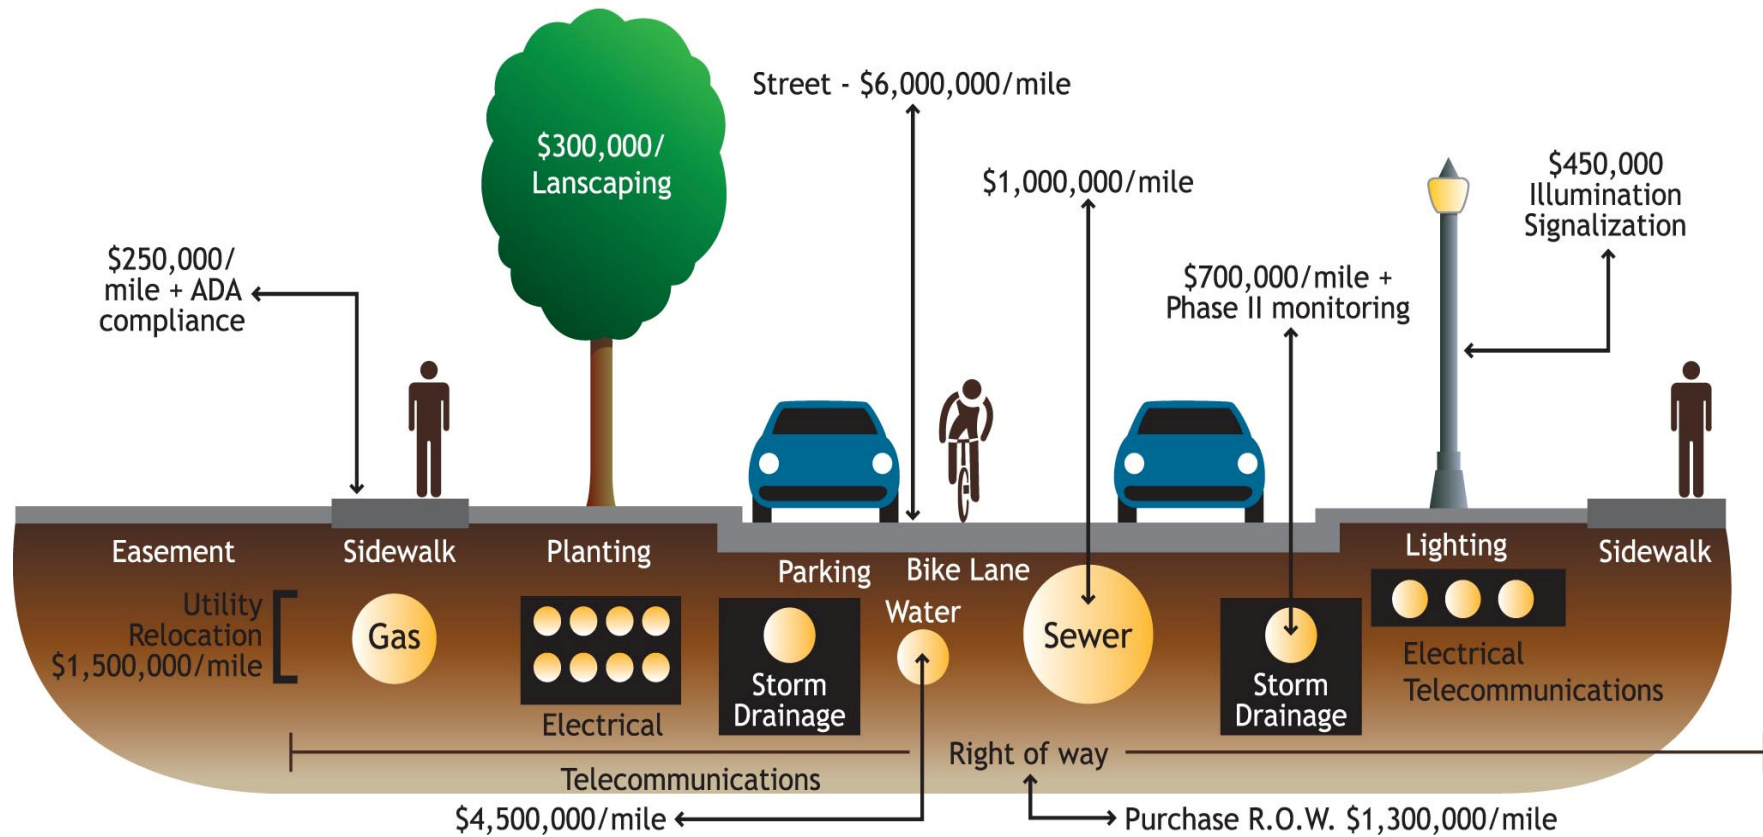 Street - $6,000,000/mile
$300,000/
Lanscaping
$1,000,000/mile
$450,000
Illumination
Signalization
$250,000/
mile + ADA
compliance
$700,000/mile +
Phase II monitoring
Easement
Sidewalk
Planting
Parking
Bike Lane
Lighting
Sidewalk
Utility
Relocation
$1,500,000/mile
Gas
Electrical
Storm
Drainage
Water
Sewer
Storm
Drainage
Electrical
Telecommunications
Right of way
Telecommunications
$4,500,000/mile
Purchase R.O.W. $1,300,000/mile